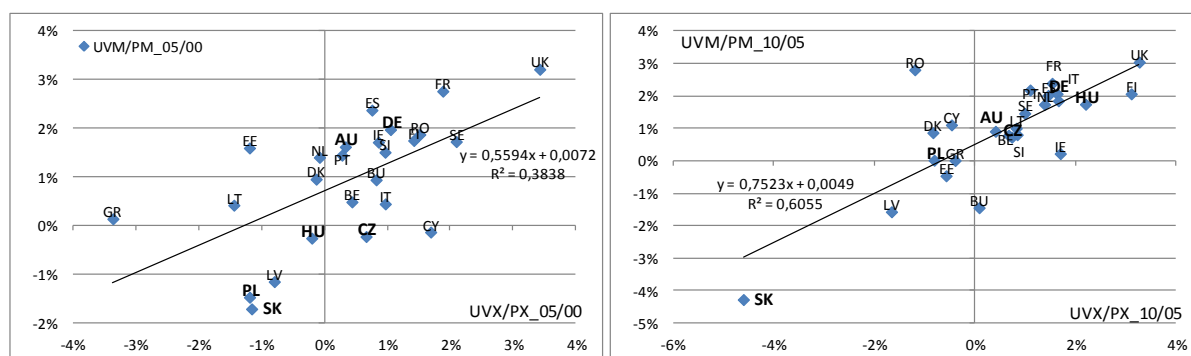 4%
UVM/PM_05/00
UK
3%
FR
ES
2%
DE
RO
AU
IE
FI
SE
EE
NL
SI
PT
y = 0,5594x + 0,0072
1%
DK
BU
R² = 0,3838
LT
BE
IT
GR
0%
HU
CZ
CY
-1%
LV
PL
SK
UVX/PX_05/00
-2%
-4% -3% -2% -1% 0% 1% 2% 3% 4%
4%
UVM/PM_10/05
UK
3%
RO
FR
IT
ES
DE
2%
PT
NL
HU
FI
SE
CY
AU
LT
1%
DK
CZ
BE
PL
GR
SI
IE
0%
EE
y = 0,7523x + 0,0049
-1%
R² = 0,6055
LV
BU
-2%
-3%
-4%
SK
UVX/PX_10/05
-5%
-6% -4% -2% 0% 2% 4%